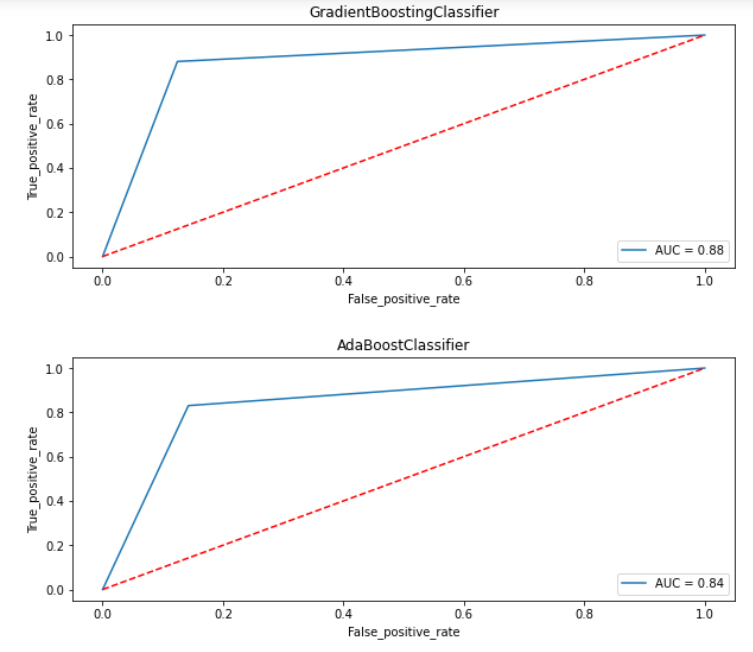 GradientBoostingClassifier
1.0
0.8
0.6
0.4
0.2
0.0
True_positive_rate
AUC = 0.88
0.0 0.2 0.4 0.6 0.8 1.0
False_positive_rate
AdaBoostClassifier
1.0
0.8
0.6
0.4
0.2
0.0
True_positive_rate
AUC = 0.84
0.0 0.2 0.4 0.6 0.8 1.0
False_positive_rate